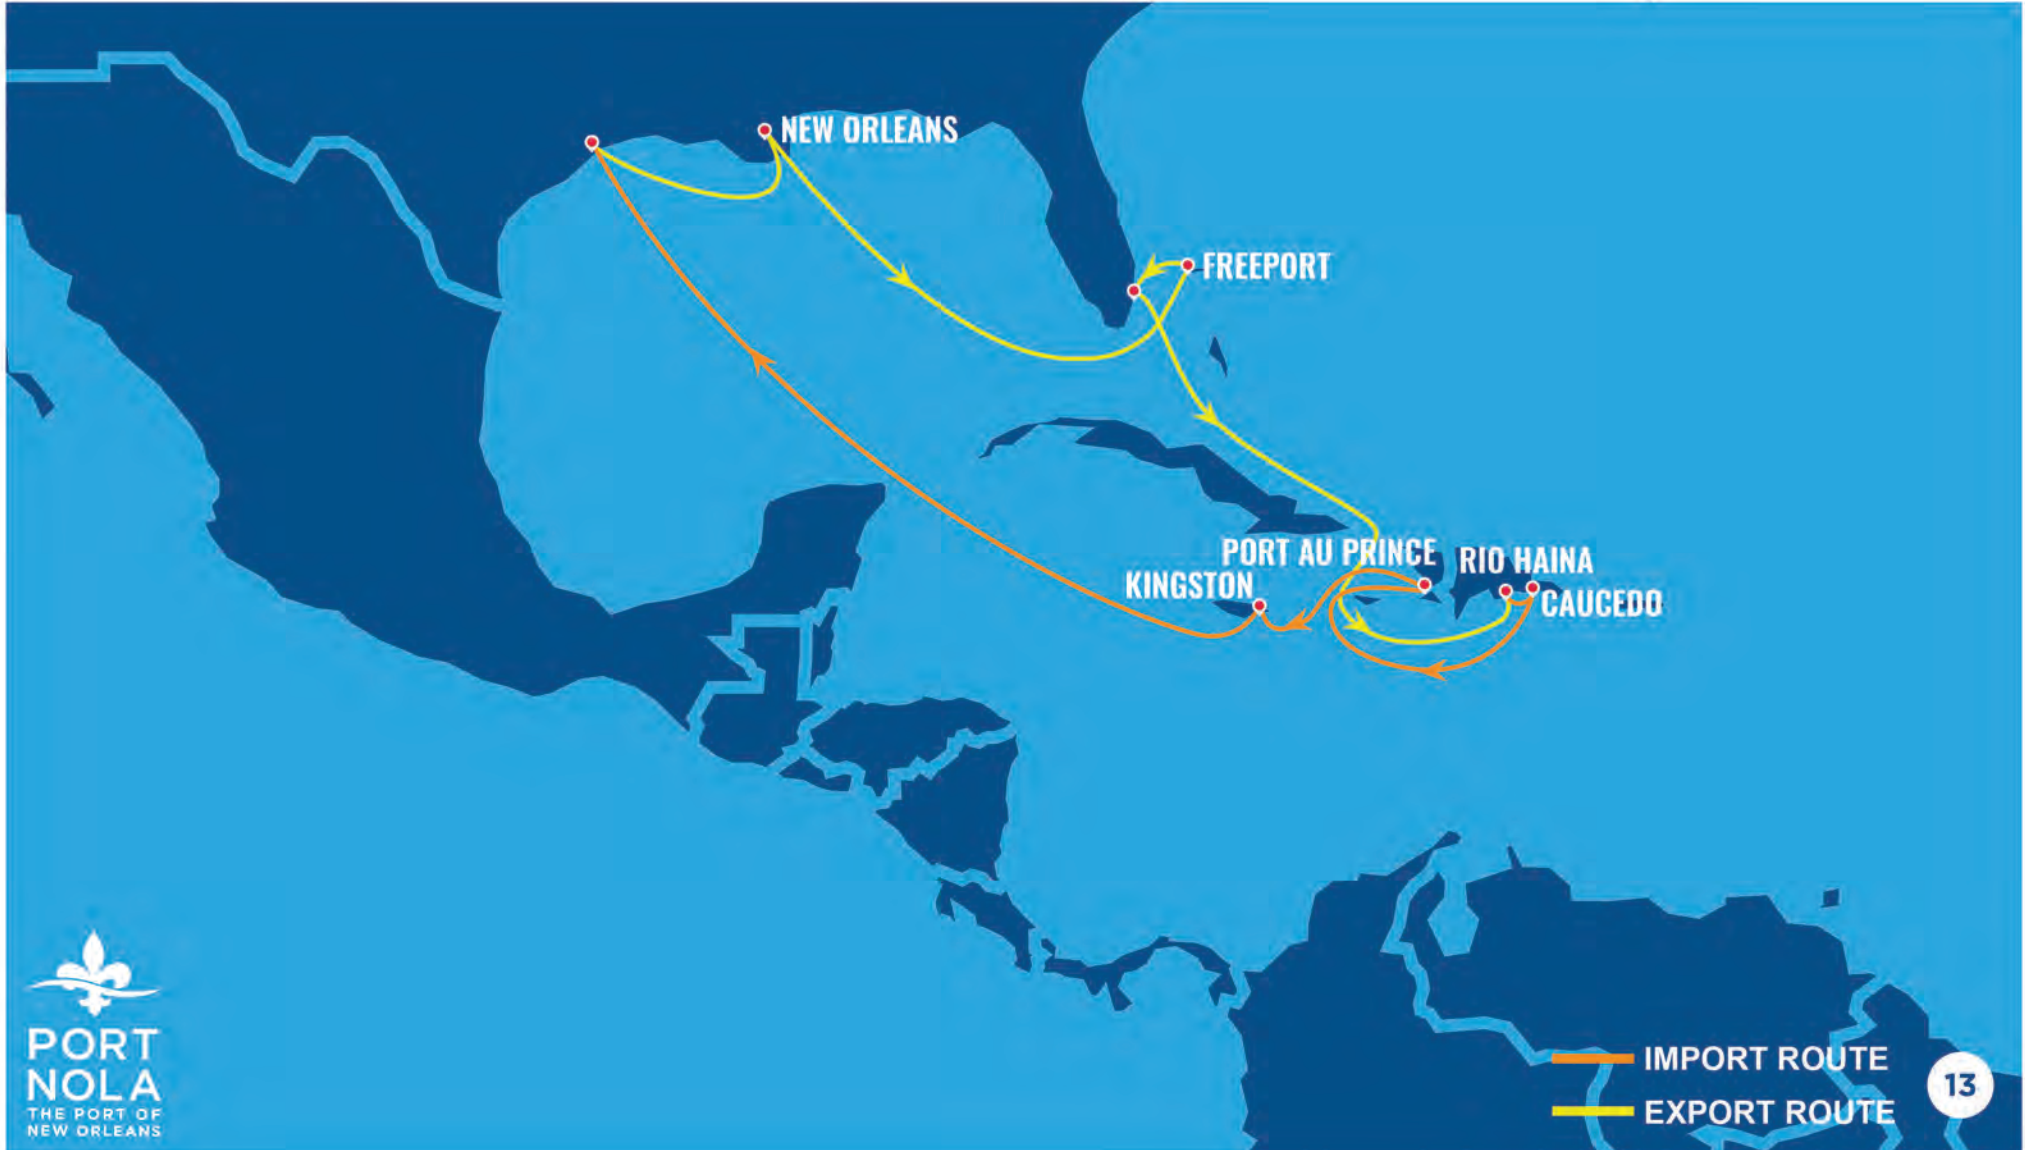 NEW ORLEANS
FREEPORT
PORT AU PRINCE
RIO HAINA
KINGSTON
CAUCEDO
PORT
NOLA
THE PORT OF
NEW ORLEANS
IMPORT ROUTE
EXPORT ROUTE
13